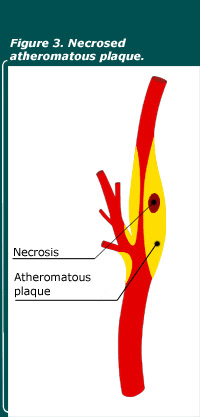 Figure 3. Necrosed
atheromatous plaque.
Necrosis
Atheromatous
plaque